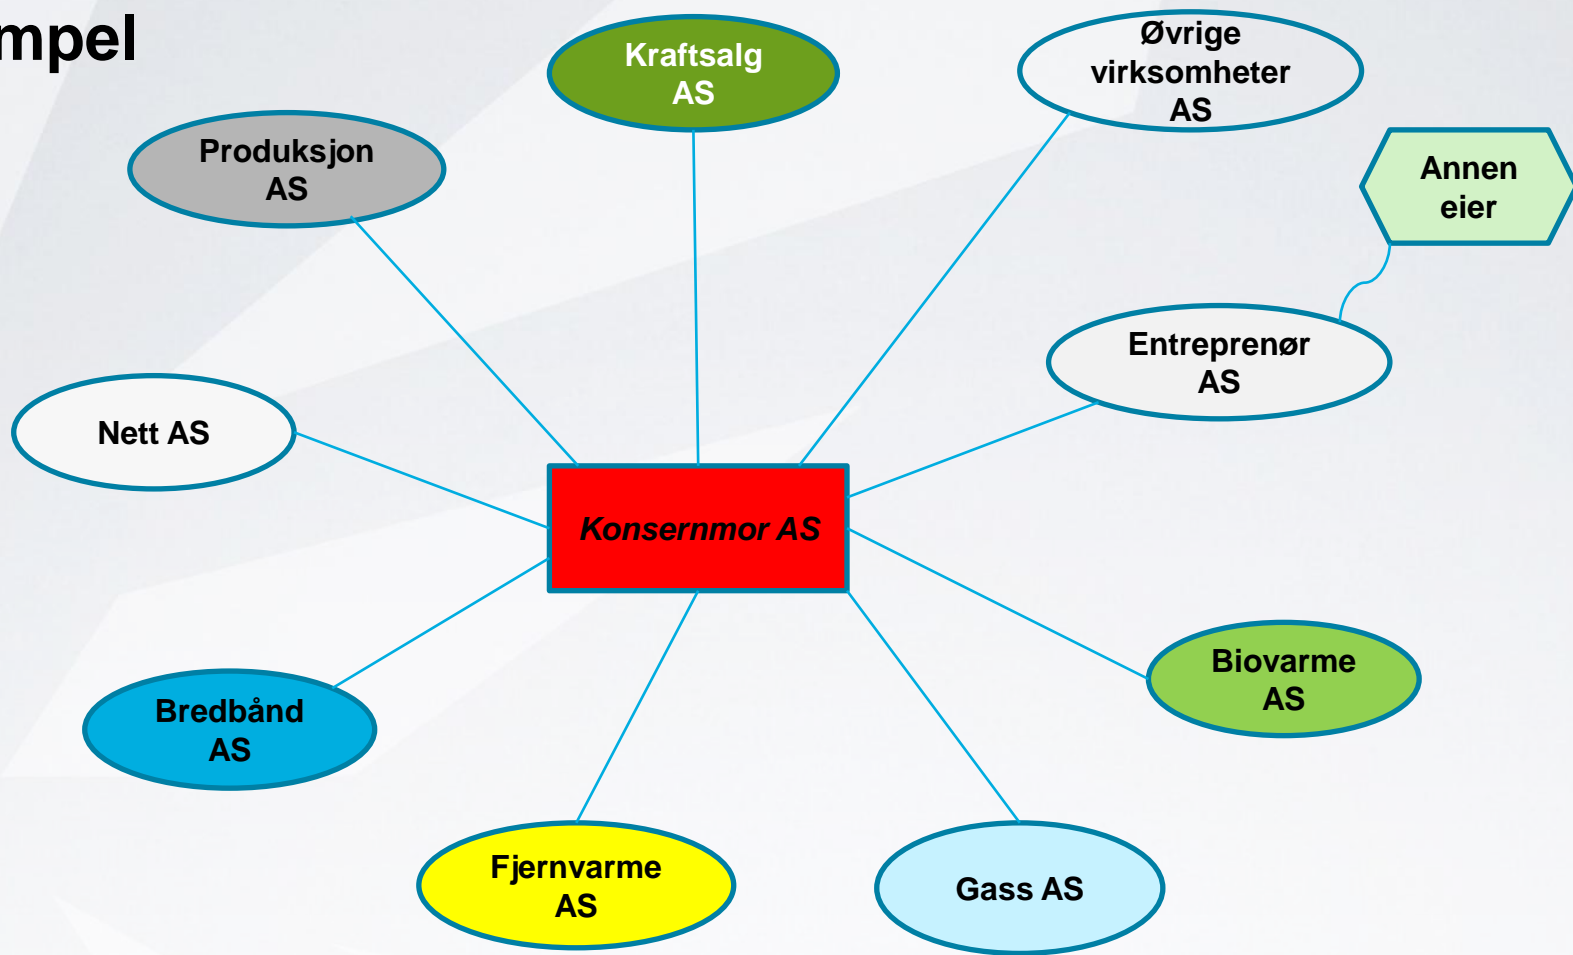 mpel
Kraftsalg
AS
Øvrige
virksomheter
AS
Produksjon
AS
Annen
eier
Entreprenør
AS
Nett AS
Konsernmor AS
Biovarme
AS
Bredbånd
AS
Fjernvarme
AS
Gass AS